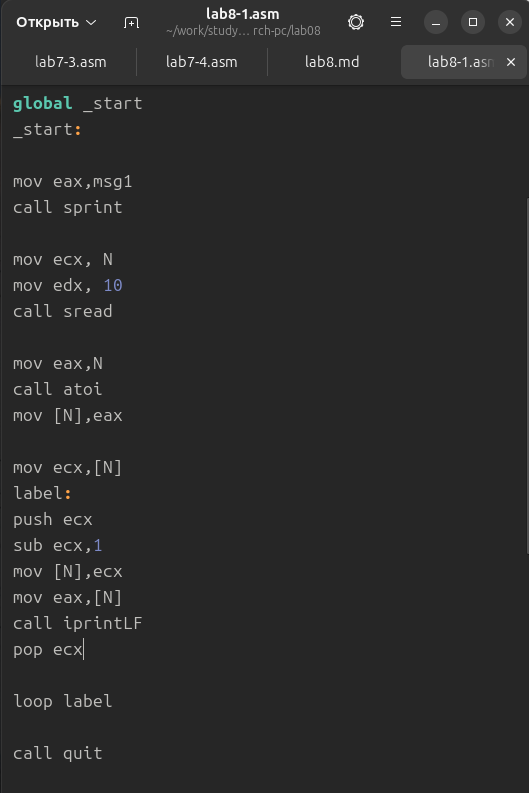 Открыть
lab8-1.asm
~/work/study… rch-pc/lab08
lab7-3.asm
lab7-4.asm
lab8.md
lab8-1.asm
global _start
_start:
mov eax,msg1
call sprint
mov ecx, N
mov edx, 10
call sread
mov eax,N
call atoi
mov [N],eax
mov ecx,[N]
label:
push ecx
sub ecx,1
mov [N],ecx
mov eax,[N]
call iprintLF
pop ecx
loop label
call quit